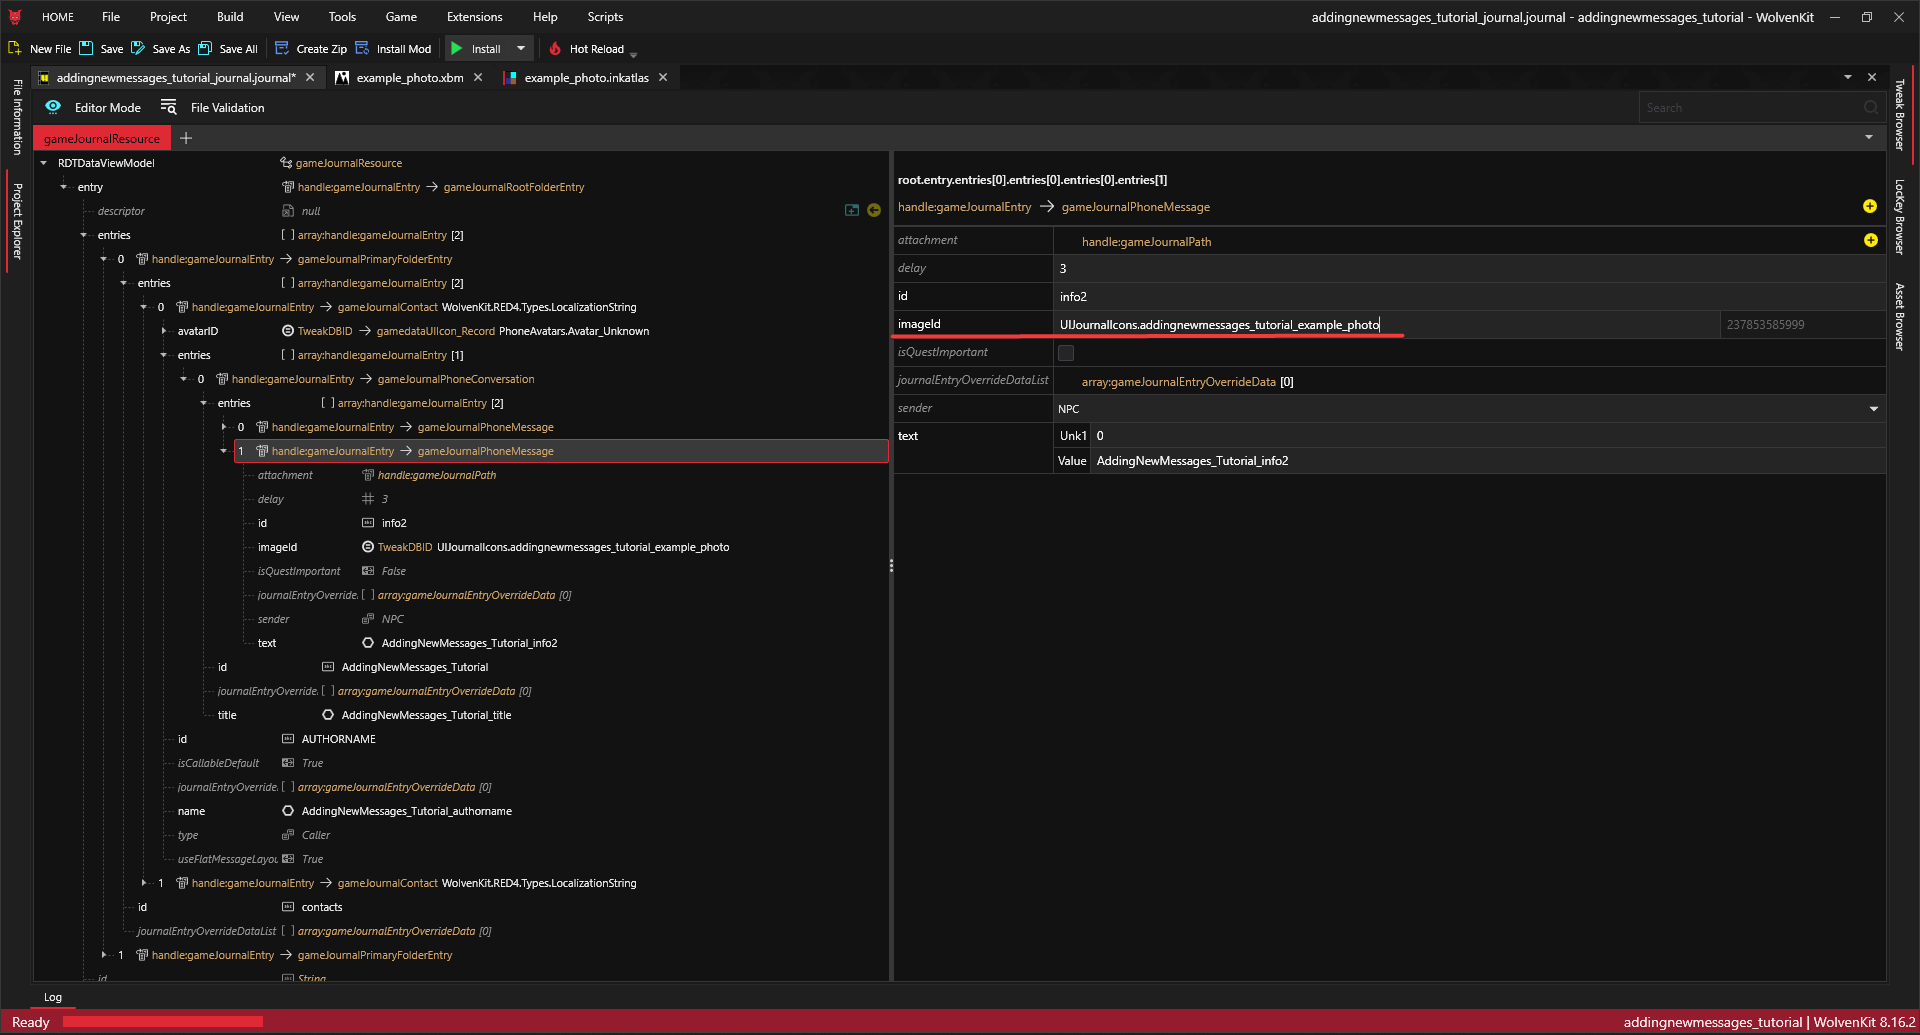 HOME File Project Build View Tools Game Extensions Help Scripts addingnewmessages_tutorial_journal.journal - addingnewmessages_tutorial - WolvenKit
New File Save Save As Save All Create Zip Install Mod Install Hot Reload
addingnewmessages_tutorial_journal.journal* example_photo.xbm example_photo.inkatlas
Editor Mode File Validation Search
gameJournalResource
File Information
Project Explorer
RDTDataViewModel gameJournalResource
entry handle:gameJournalEntry → gameJournalRootFolderEntry
descriptor null
entries [ ] array:handle:gameJournalEntry [2]
0 handle:gameJournalEntry → gameJournalPrimaryFolderEntry
entries [ ] array:handle:gameJournalEntry [2]
0 handle:gameJournalEntry → gameJournalContact WolvenKit.RED4.Types.LocalizationString
avatarID TweakDBID → gamedataUIIcon_Record PhoneAvatars.Avatar_Unknown
entries [ ] array:handle:gameJournalEntry [1]
0 handle:gameJournalEntry → gameJournalPhoneConversation
entries [ ] array:handle:gameJournalEntry [2]
0 handle:gameJournalEntry → gameJournalPhoneMessage
1 handle:gameJournalEntry → gameJournalPhoneMessage
attachment handle:gameJournalPath
delay 3
id info2
imageId TweakDBID UIJournalIcons.addingnewmessages_tutorial_example_photo
isQuestImportant False
journalEntryOverride. [ ] array:gameJournalEntryOverrideData [0]
sender NPC
text AddingNewMessages_Tutorial_info2
id AddingNewMessages_Tutorial
journalEntryOverride. [ ] array:gameJournalEntryOverrideData [0]
title AddingNewMessages_Tutorial_title
id AUTHORNAME
isCallableDefault True
journalEntryOverride. [ ] array:gameJournalEntryOverrideData [0]
name AddingNewMessages_Tutorial_authorname
type Caller
useFlatMessageLayou True
1 handle:gameJournalEntry → gameJournalContact WolvenKit.RED4.Types.LocalizationString
id contacts
journalEntryOverrideDataList [ ] array:gameJournalEntryOverrideData [0]
1 handle:gameJournalEntry → gameJournalPrimaryFolderEntry
id String
root.entry.entries[0].entries[0].entries[0].entries[1]
handle:gameJournalEntry → gameJournalPhoneMessage
attachment handle:gameJournalPath
delay 3
id info2
imageId UIJournalIcons.addingnewmessages_tutorial_example_photo 237853585999
isQuestImportant
journalEntryOverrideDataList array:gameJournalEntryOverrideData [0]
sender NPC
text Unk1 0
Value AddingNewMessages_Tutorial_info2
Tweak Browser
LocKey Browser
Asset Browser
Log
Ready addingnewmessages_tutorial | WolvenKit 8.16.2